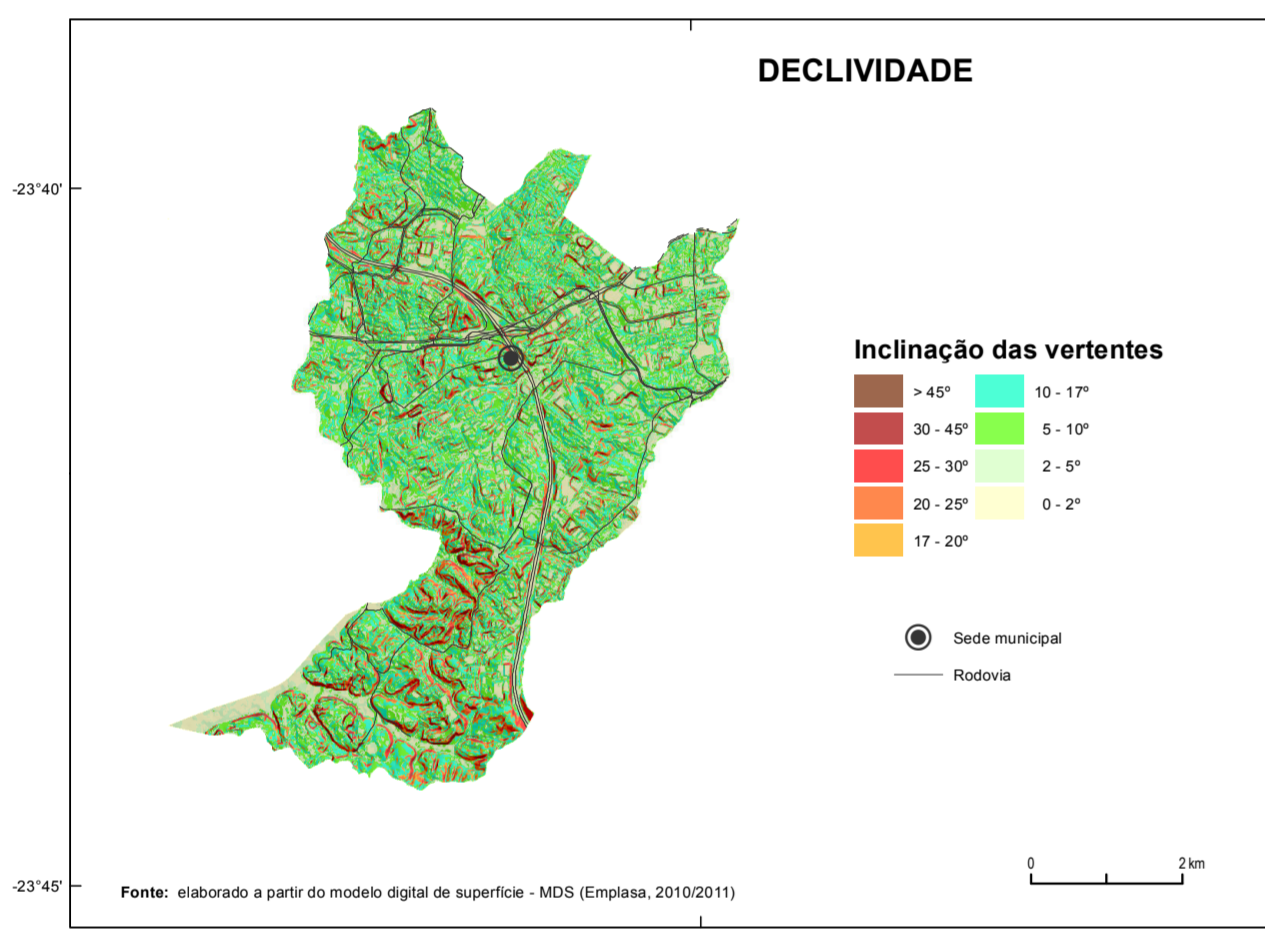 DECLIVIDADE
-23°40'
Inclinação das vertentes
> 45º
10 - 17º
30 - 45º
5 - 10º
25 - 30º
2 - 5º
20 - 25º
0 - 2º
17 - 20º
Sede municipal
Rodovia
0 2 km
-23°45'
Fonte: elaborado a partir do modelo digital de superfície - MDS (Emplasa, 2010/2011)